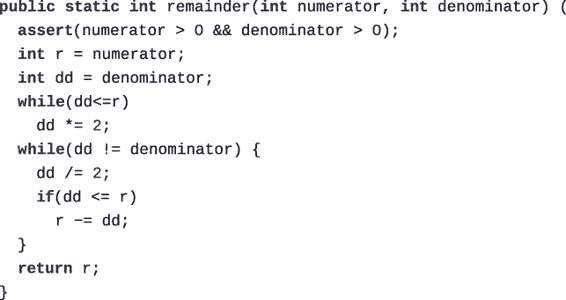 public static int remainder(int numerator, int denominator) (
assert(numerator > 0 && denominator > 0);
int r = numerator;
int dd = denominator;
while(dd<=r)
dd *= 2;
while(dd != denominator) {
dd /= 2;
if(dd <= r)
r -= dd;
}
return r;
}